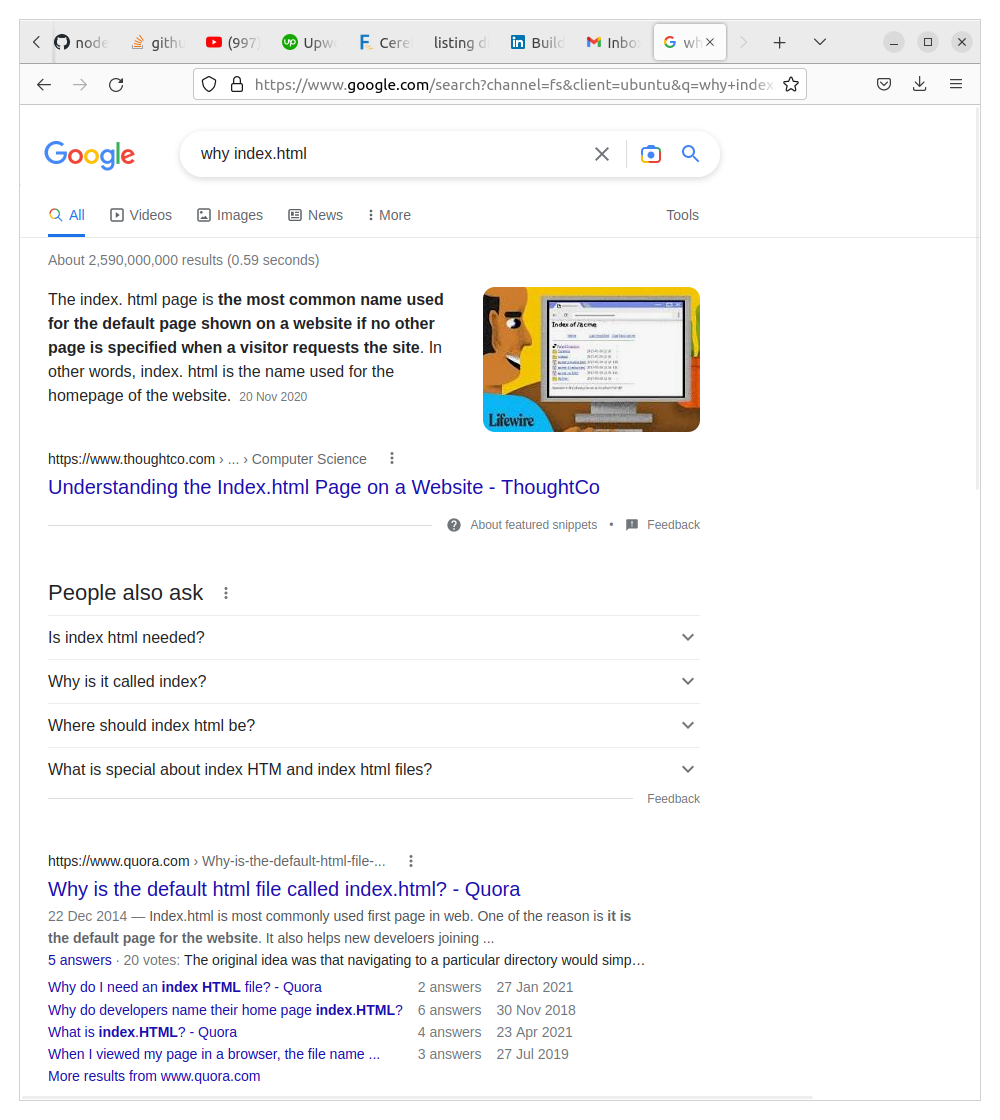 node
githu
(997)
up Upw
F Cerel
listing d
in Build
Inbo
G wh
https://www.google.com/search?channel=fs&client=ubuntu&q=why+index
Google
why index.html
All
Videos
Images
News
More
Tools
About 2,590,000,000 results (0.59 seconds)
The index. html page is the most common name used
for the default page shown on a website if no other
page is specified when a visitor requests the site. In
other words, index. html is the name used for the
homepage of the website. 20 Nov 2020
Index of /acme
Lifewire
https://www.thoughtco.com › ... › Computer Science
Understanding the Index.html Page on a Website - ThoughtCo
About featured snippets • Feedback
People also ask
Is index html needed?
Why is it called index?
Where should index html be?
What is special about index HTM and index html files?
Feedback
https://www.quora.com › Why-is-the-default-html-file-...
Why is the default html file called index.html? - Quora
22 Dec 2014 — Index.html is most commonly used first page in web. One of the reason is it is
the default page for the website. It also helps new develoers joining ...
5 answers · 20 votes: The original idea was that navigating to a particular directory would simp…
Why do I need an index HTML file? - Quora 2 answers 27 Jan 2021
Why do developers name their home page index.HTML? 6 answers 30 Nov 2018
What is index.HTML? - Quora 4 answers 23 Apr 2021
When I viewed my page in a browser, the file name ... 3 answers 27 Jul 2019
More results from www.quora.com